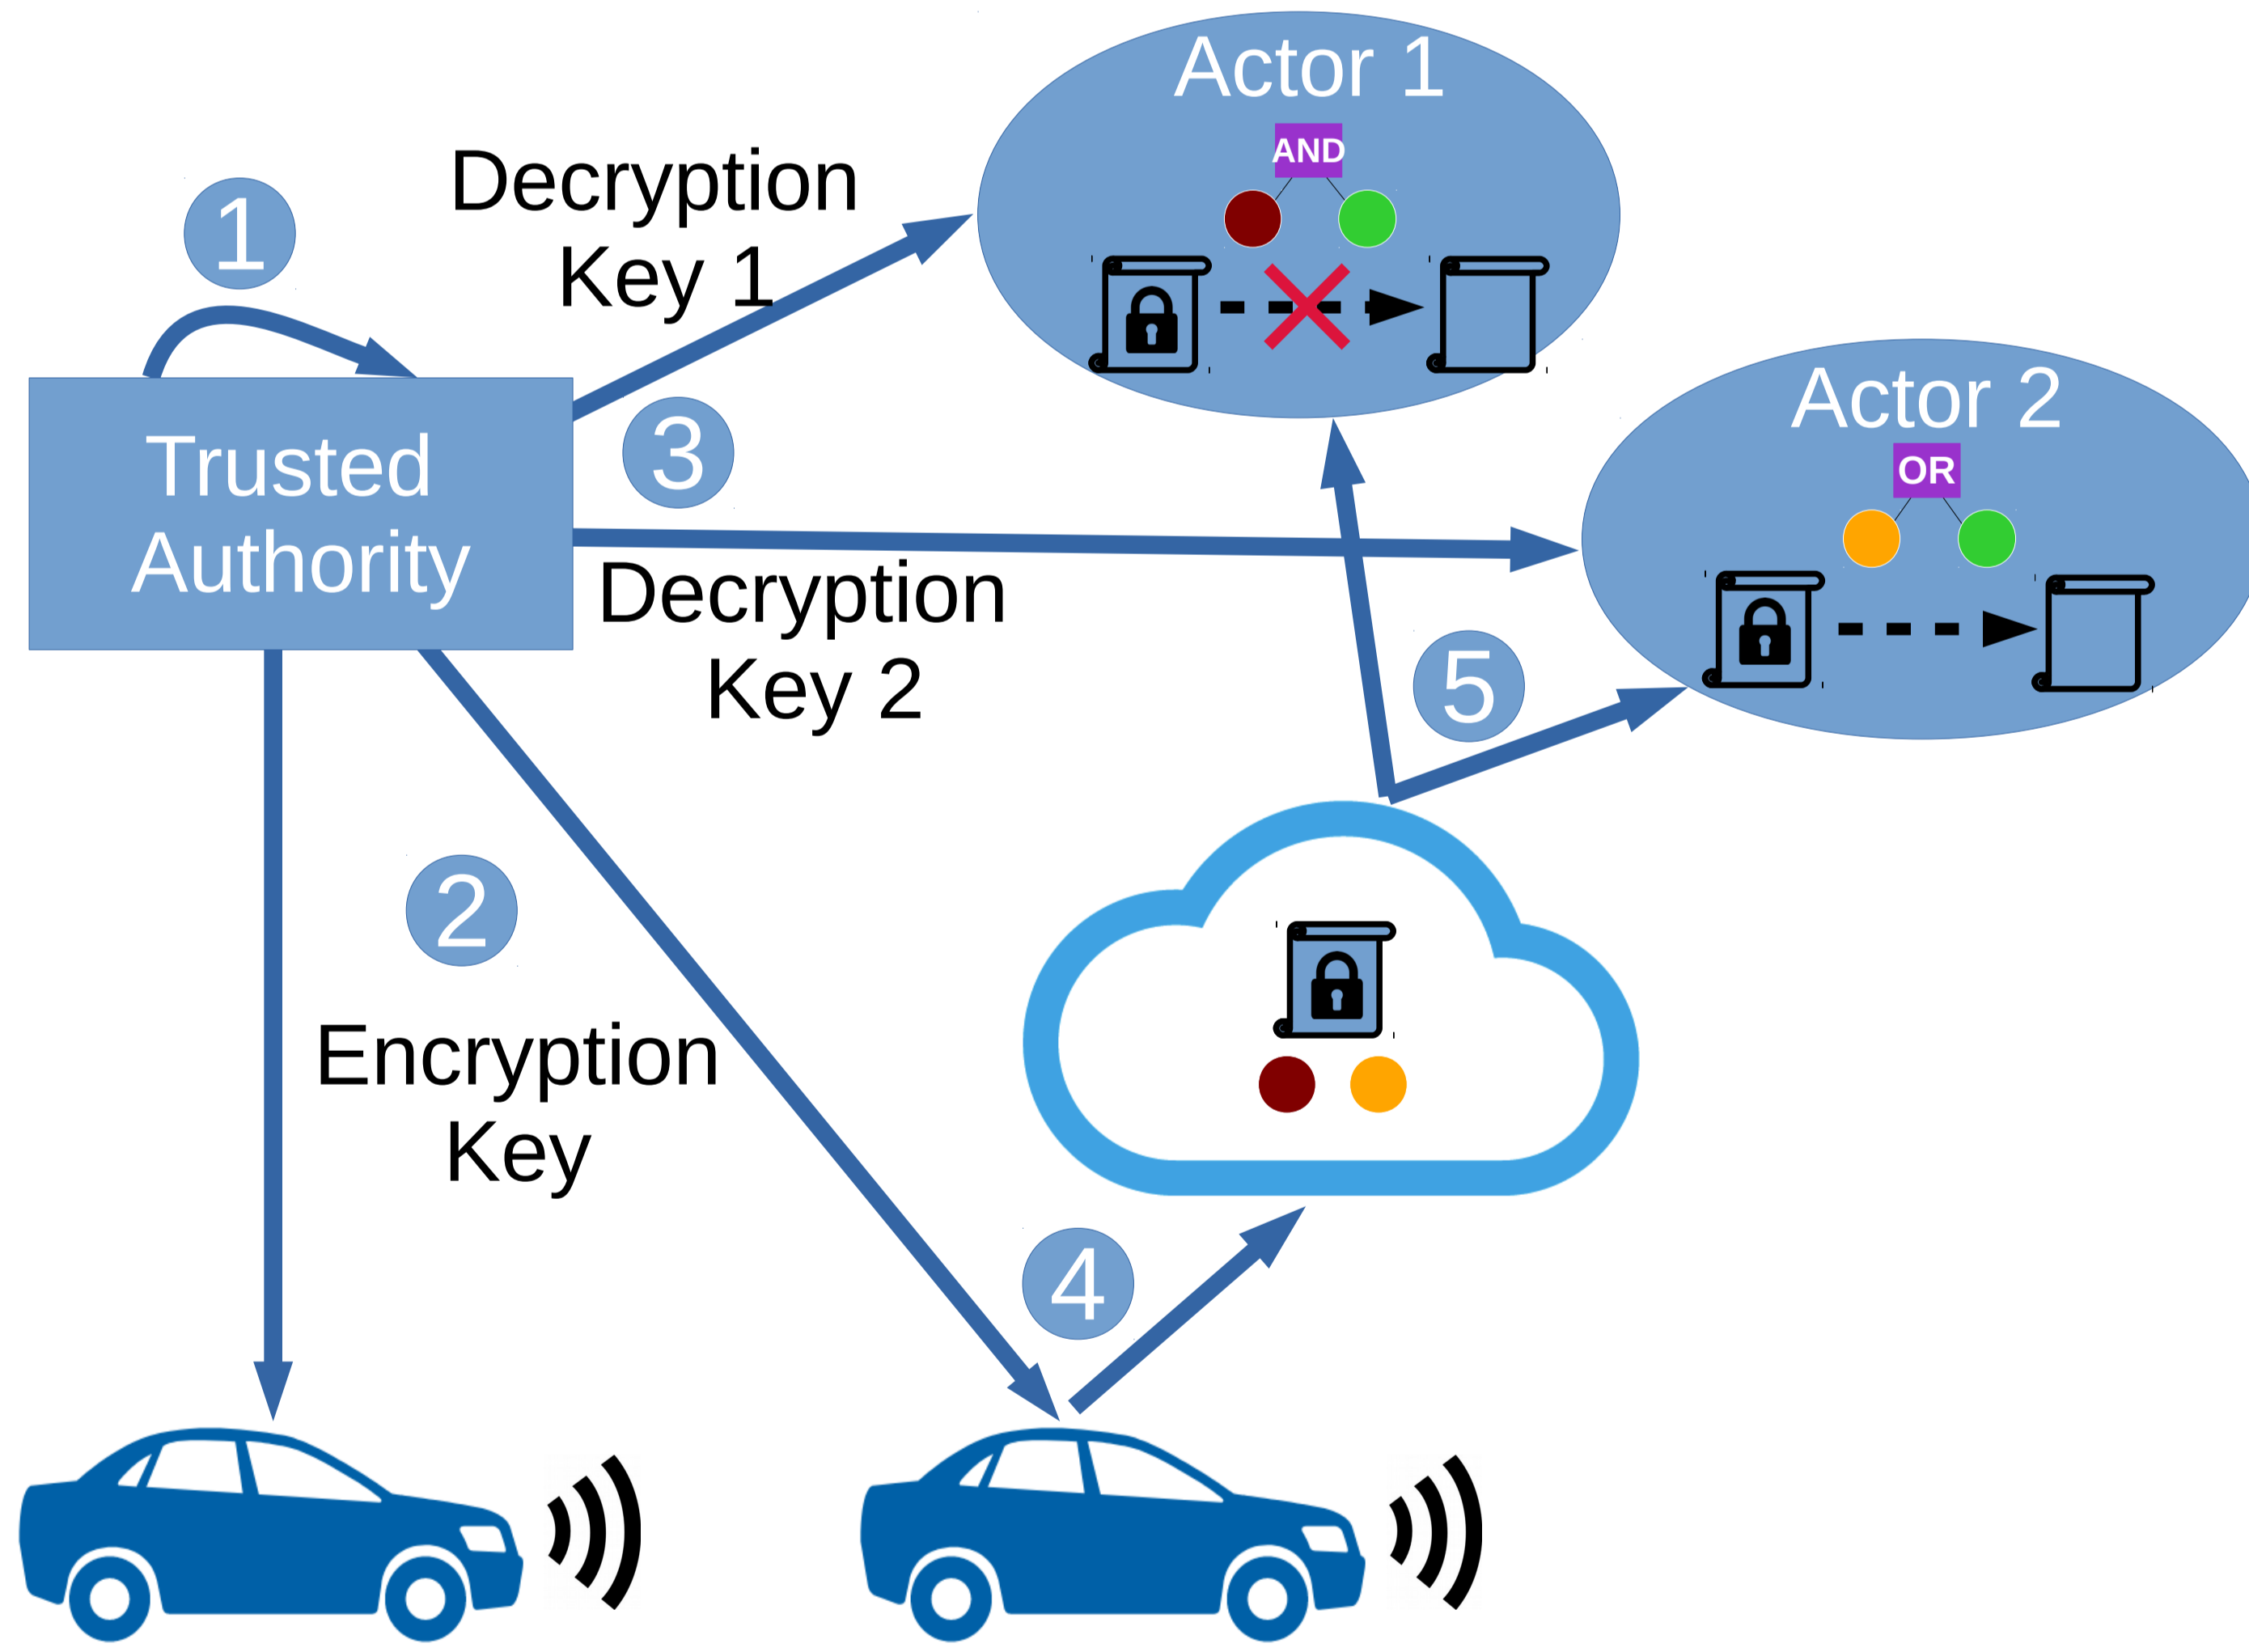 Actor 1
AND
Decryption
Key 1
1
Actor 2
OR
3
Trusted
Authority
Decryption
Key 2
5
2
Encryption
Key
4